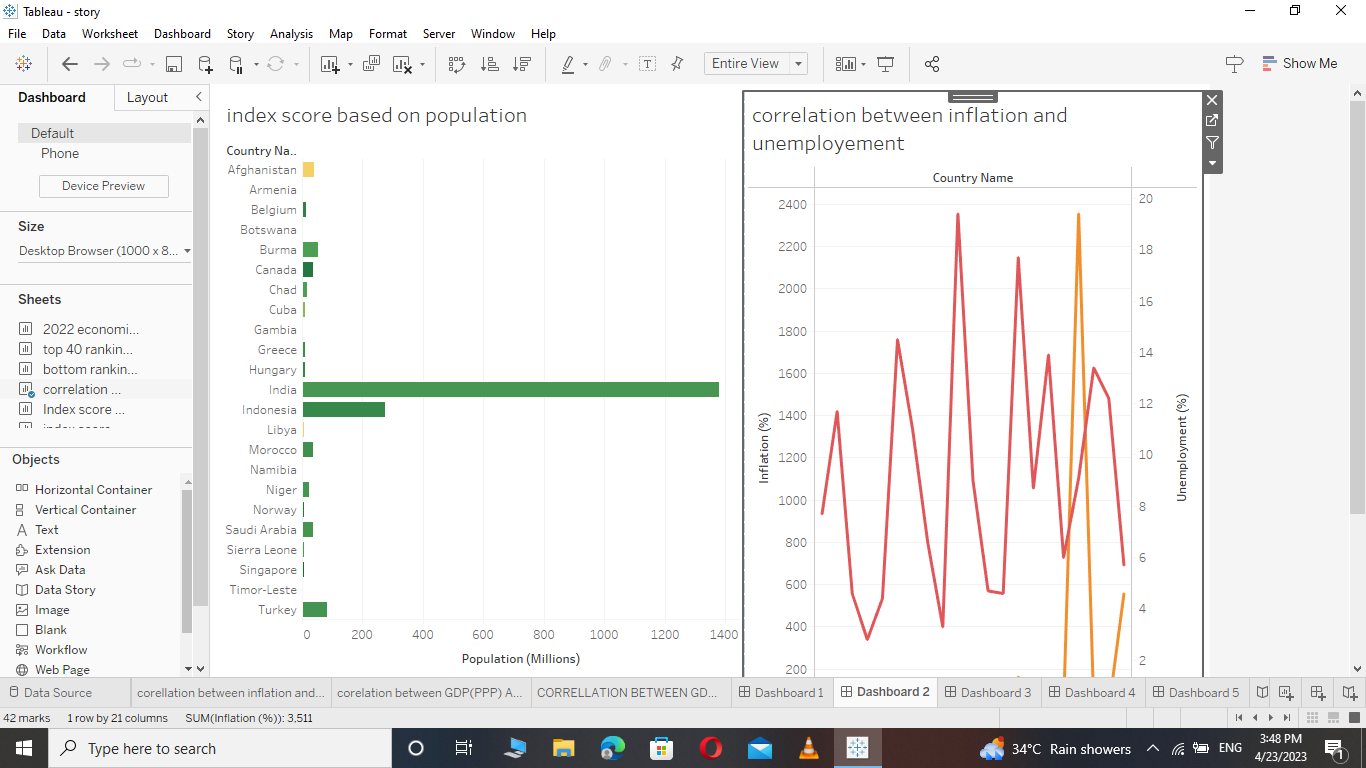 Tableau - story
File Data Worksheet Dashboard Story Analysis Map Format Server Window Help
Entire View
Show Me
Dashboard Layout
Default
Phone
Device Preview
Size
Desktop Browser (1000 x 8...
Sheets
2022 economi...
top 40 rankin...
bottom rankin...
correlation ...
Index score ...
Objects
Horizontal Container
Vertical Container
Text
Extension
Ask Data
Data Story
Image
Blank
Workflow
Web Page
index score based on population
Country Na..
Afghanistan
Armenia
Belgium
Botswana
Burma
Canada
Chad
Cuba
Gambia
Greece
Hungary
India
Indonesia
Libya
Morocco
Namibia
Niger
Norway
Saudi Arabia
Sierra Leone
Singapore
Timor-Leste
Turkey
0 200 400 600 800 1000 1200 1400
Population (Millions)
correlation between inflation and
unemployement
Country Name
2400
2200
2000
1800
1600
1400
1200
1000
800
600
400
200
Inflation (%)
20
18
16
14
12
10
8
6
4
2
Unemployment (%)
Data Source corellation between inflation and... corelation between GDP(PPP) A... CORRELLATION BETWEEN GD... Dashboard 1 Dashboard 2 Dashboard 3 Dashboard 4 Dashboard 5
42 marks 1 row by 21 columns SUM(Inflation (%)): 3,511
Type here to search
34°C Rain showers
ENG
3:48 PM
4/23/2023
1